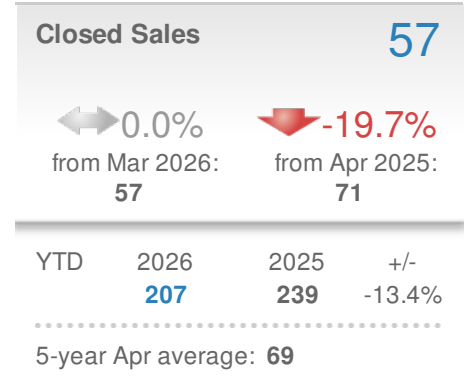 Closed Sales 57
0.0% -19.7%
from Mar 2026: from Apr 2025:
57 71
YTD 2026 2025 +/-
207 239 -13.4%
5-year Apr average: 69